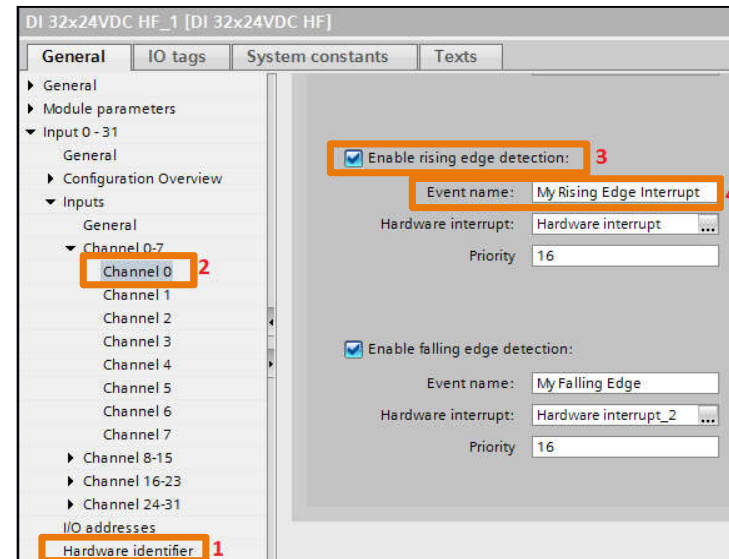 DI 32x24VDC HF_1 [DI 32x24VDC HF]
General IO tags System constants Texts
General
Module parameters
Input 0 - 31
General
Configuration Overview
Inputs
General
Channel 0-7
Channel 0 2
Channel 1
Channel 2
Channel 3
Channel 4
Channel 5
Channel 6
Channel 7
Channel 8-15
Channel 16-23
Channel 24-31
I/O addresses
Hardware identifier 1
Enable rising edge detection: 3
Event name: My Rising Edge Interrupt
Hardware interrupt: Hardware interrupt ...
Priority 16
Enable falling edge detection:
Event name: My Falling Edge
Hardware interrupt: Hardware interrupt_2 ...
Priority 16